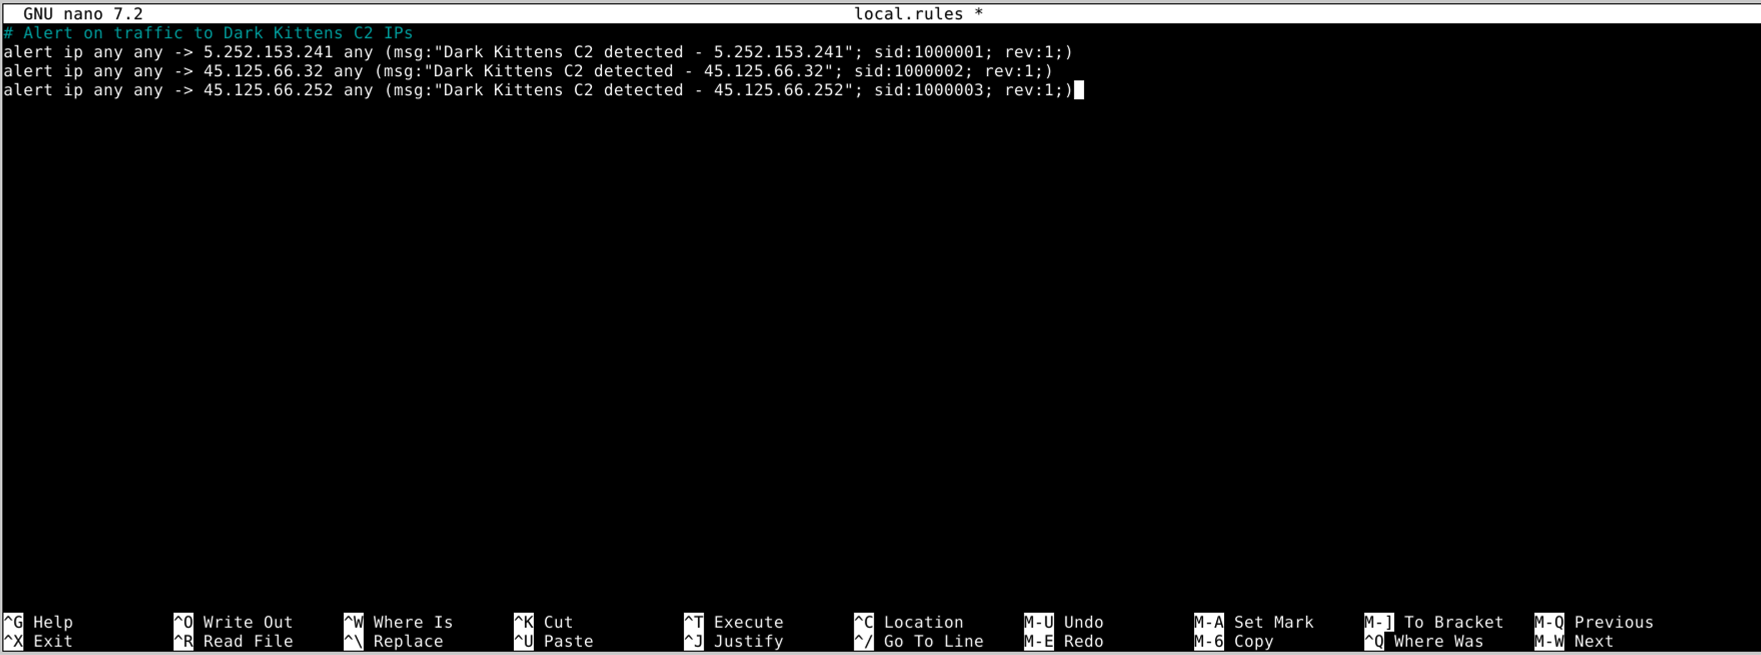 GNU nano 7.2 local.rules *
# Alert on traffic to Dark Kittens C2 IPs
alert ip any any -> 5.252.153.241 any (msg:"Dark Kittens C2 detected - 5.252.153.241"; sid:1000001; rev:1;)
alert ip any any -> 45.125.66.32 any (msg:"Dark Kittens C2 detected - 45.125.66.32"; sid:1000002; rev:1;)
alert ip any any -> 45.125.66.252 any (msg:"Dark Kittens C2 detected - 45.125.66.252"; sid:1000003; rev:1;)
^G Help ^O Write Out ^W Where Is ^K Cut ^T Execute ^C Location M-U Undo M-A Set Mark M-] To Bracket M-Q Previous
^X Exit ^R Read File ^\ Replace ^U Paste ^J Justify ^/ Go To Line M-E Redo M-6 Copy ^Q Where Was M-W Next